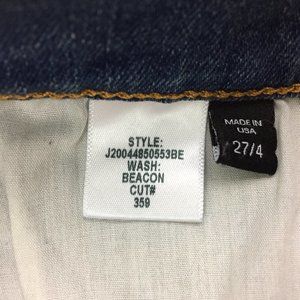 STYLE:
J20044850553BE
WASH:
BEACON
CUT#
359
MADE IN
USA
27/4